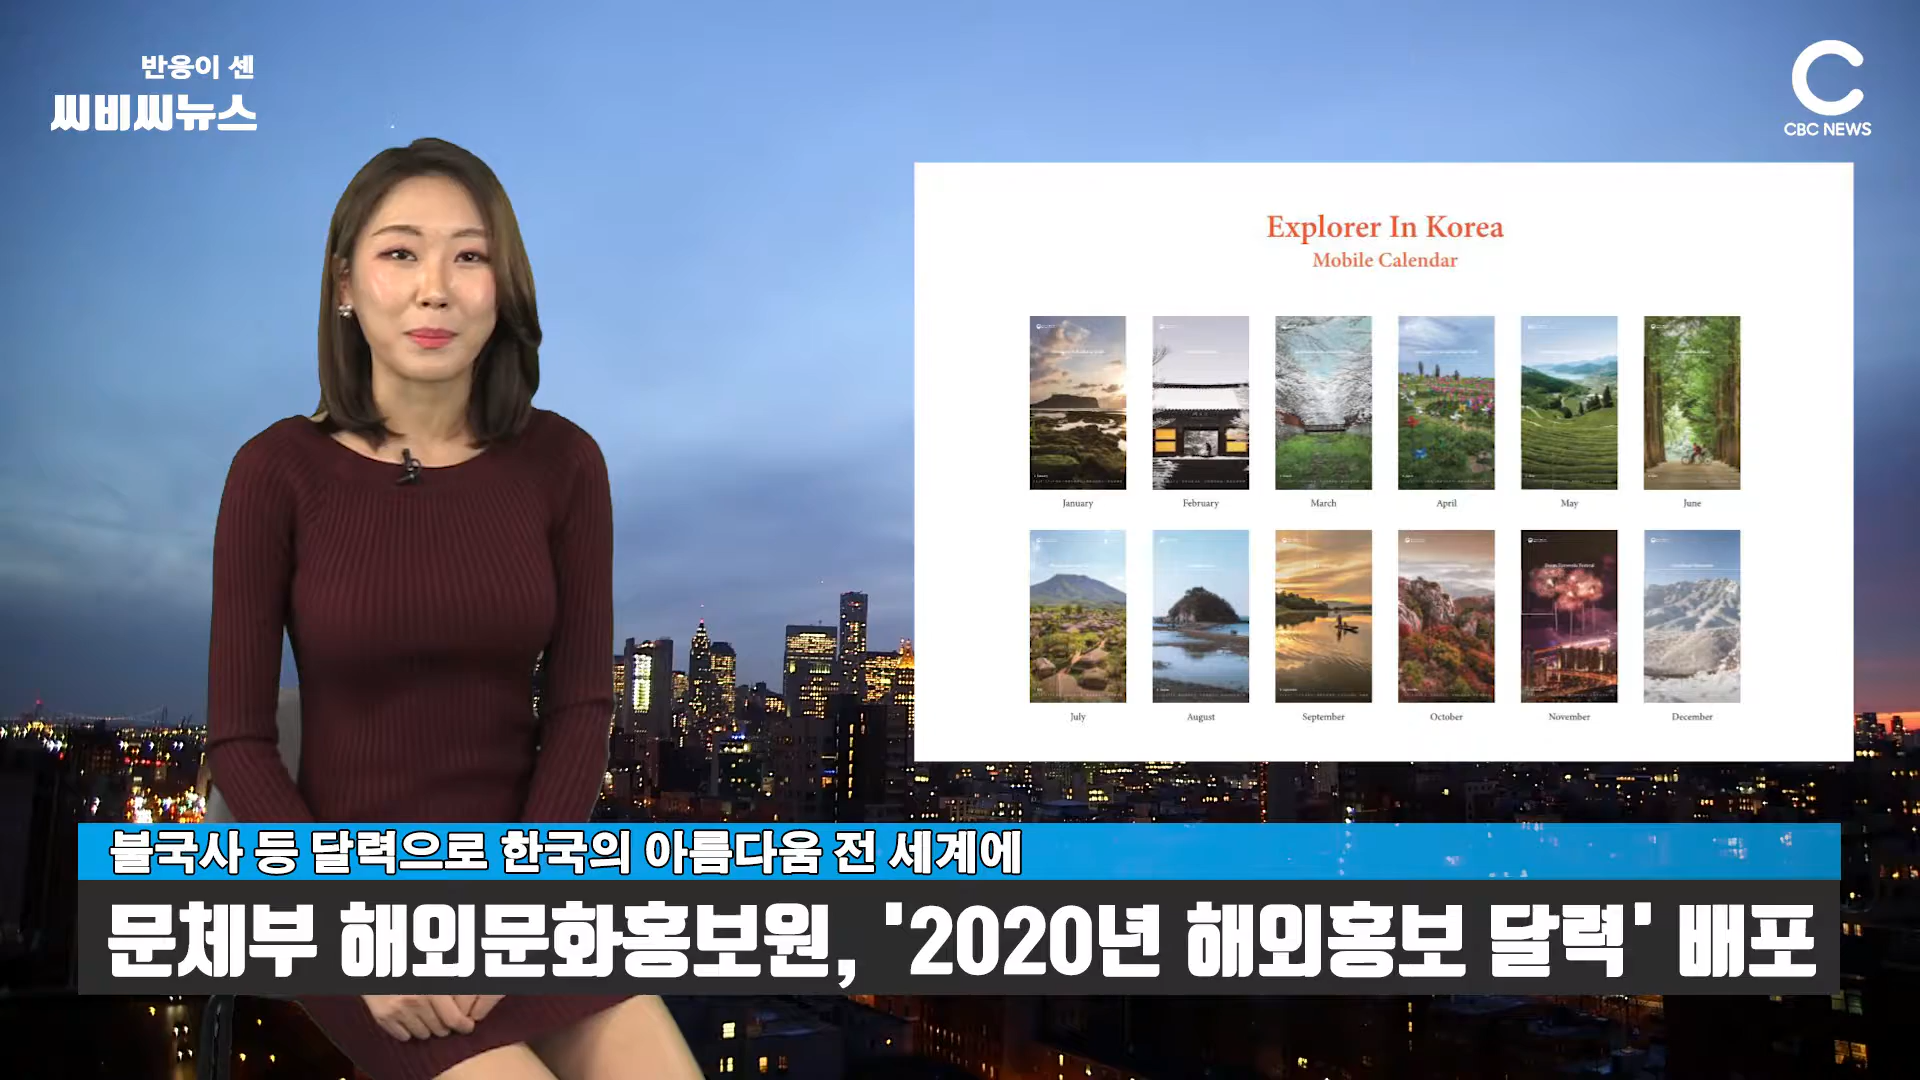 반응이 센
씨비씨뉴스
CBC NEWS
Explorer In Korea
Mobile Calendar
January
February
March
April
May
June
July
August
September
October
November
December
불국사 등 달력으로 한국의 아름다움 전 세계에
문체부 해외문화홍보원, '2020년 해외홍보 달력' 배포